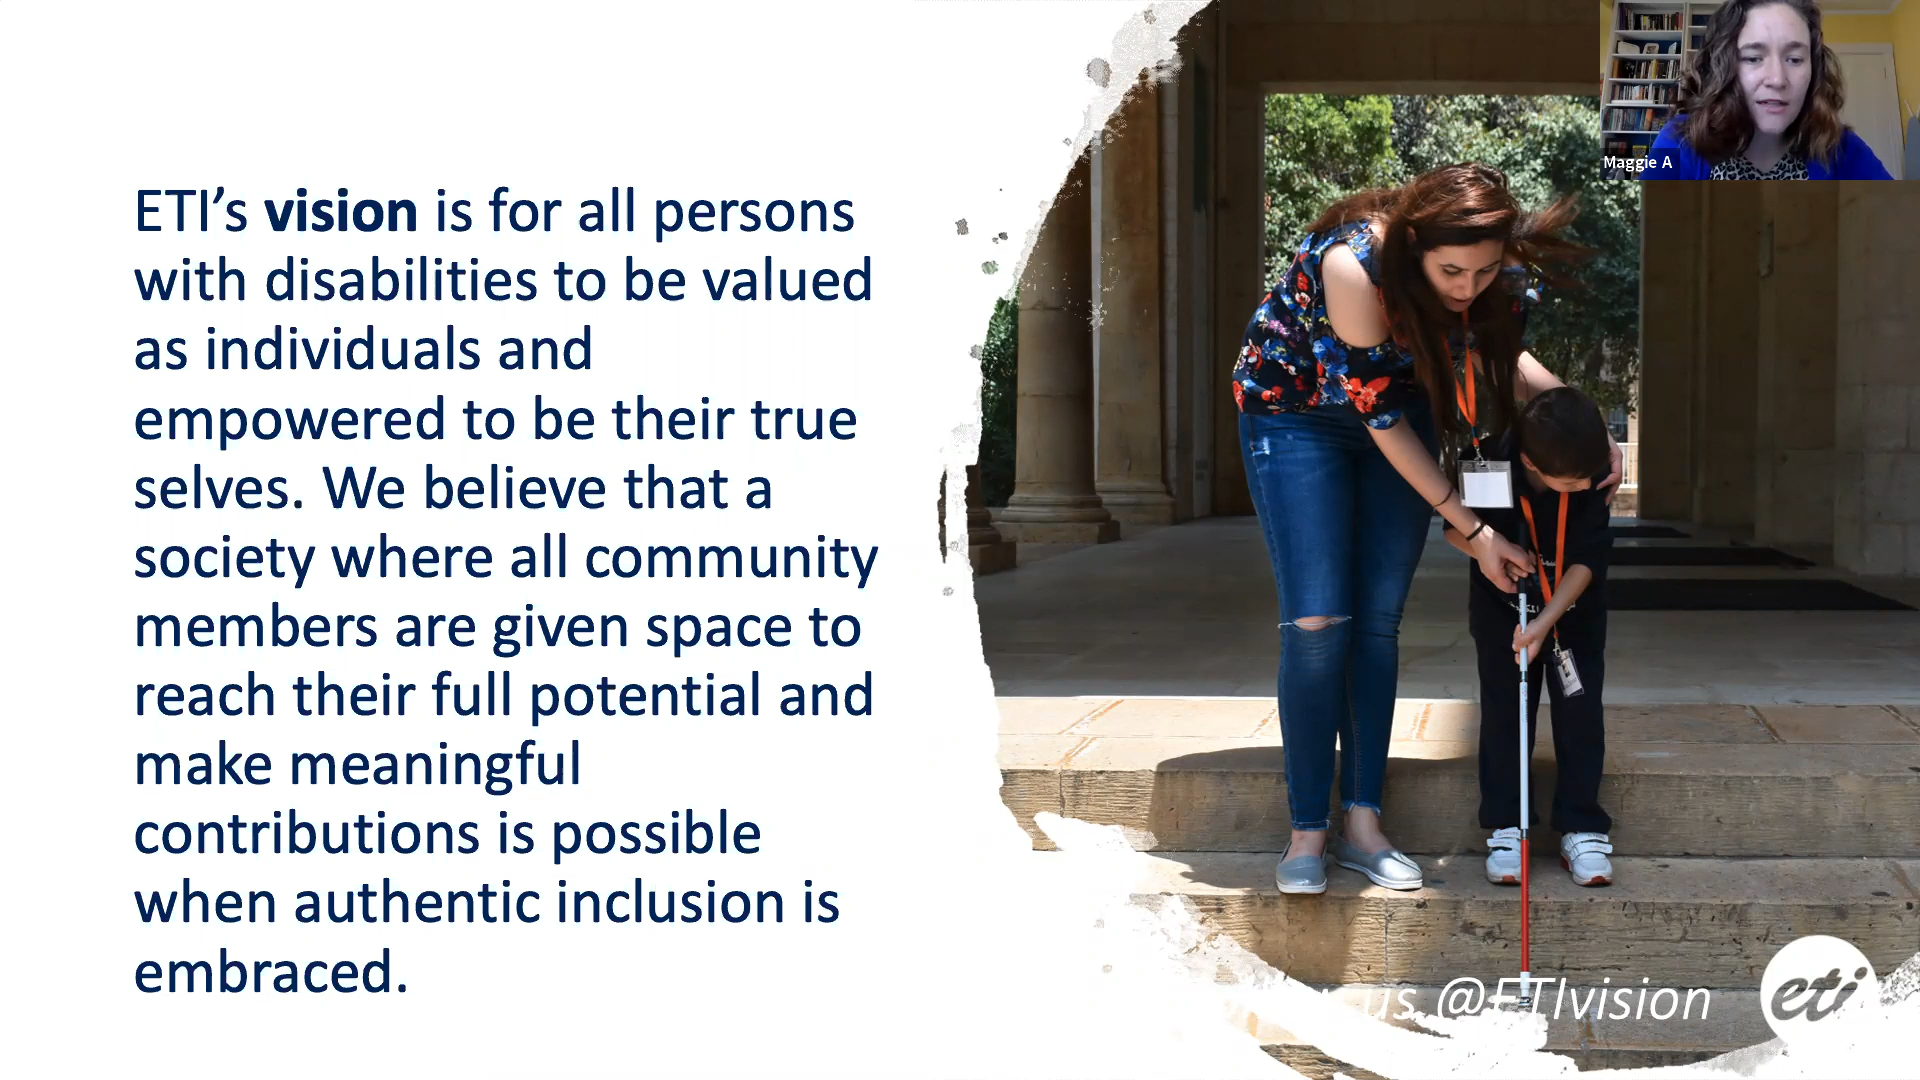 ETI’s vision is for all persons
with disabilities to be valued
as individuals and
empowered to be their true
selves. We believe that a
society where all community
members are given space to
reach their full potential and
make meaningful
contributions is possible
when authentic inclusion is
embraced.
Maggie A
us @ETIvision
eti